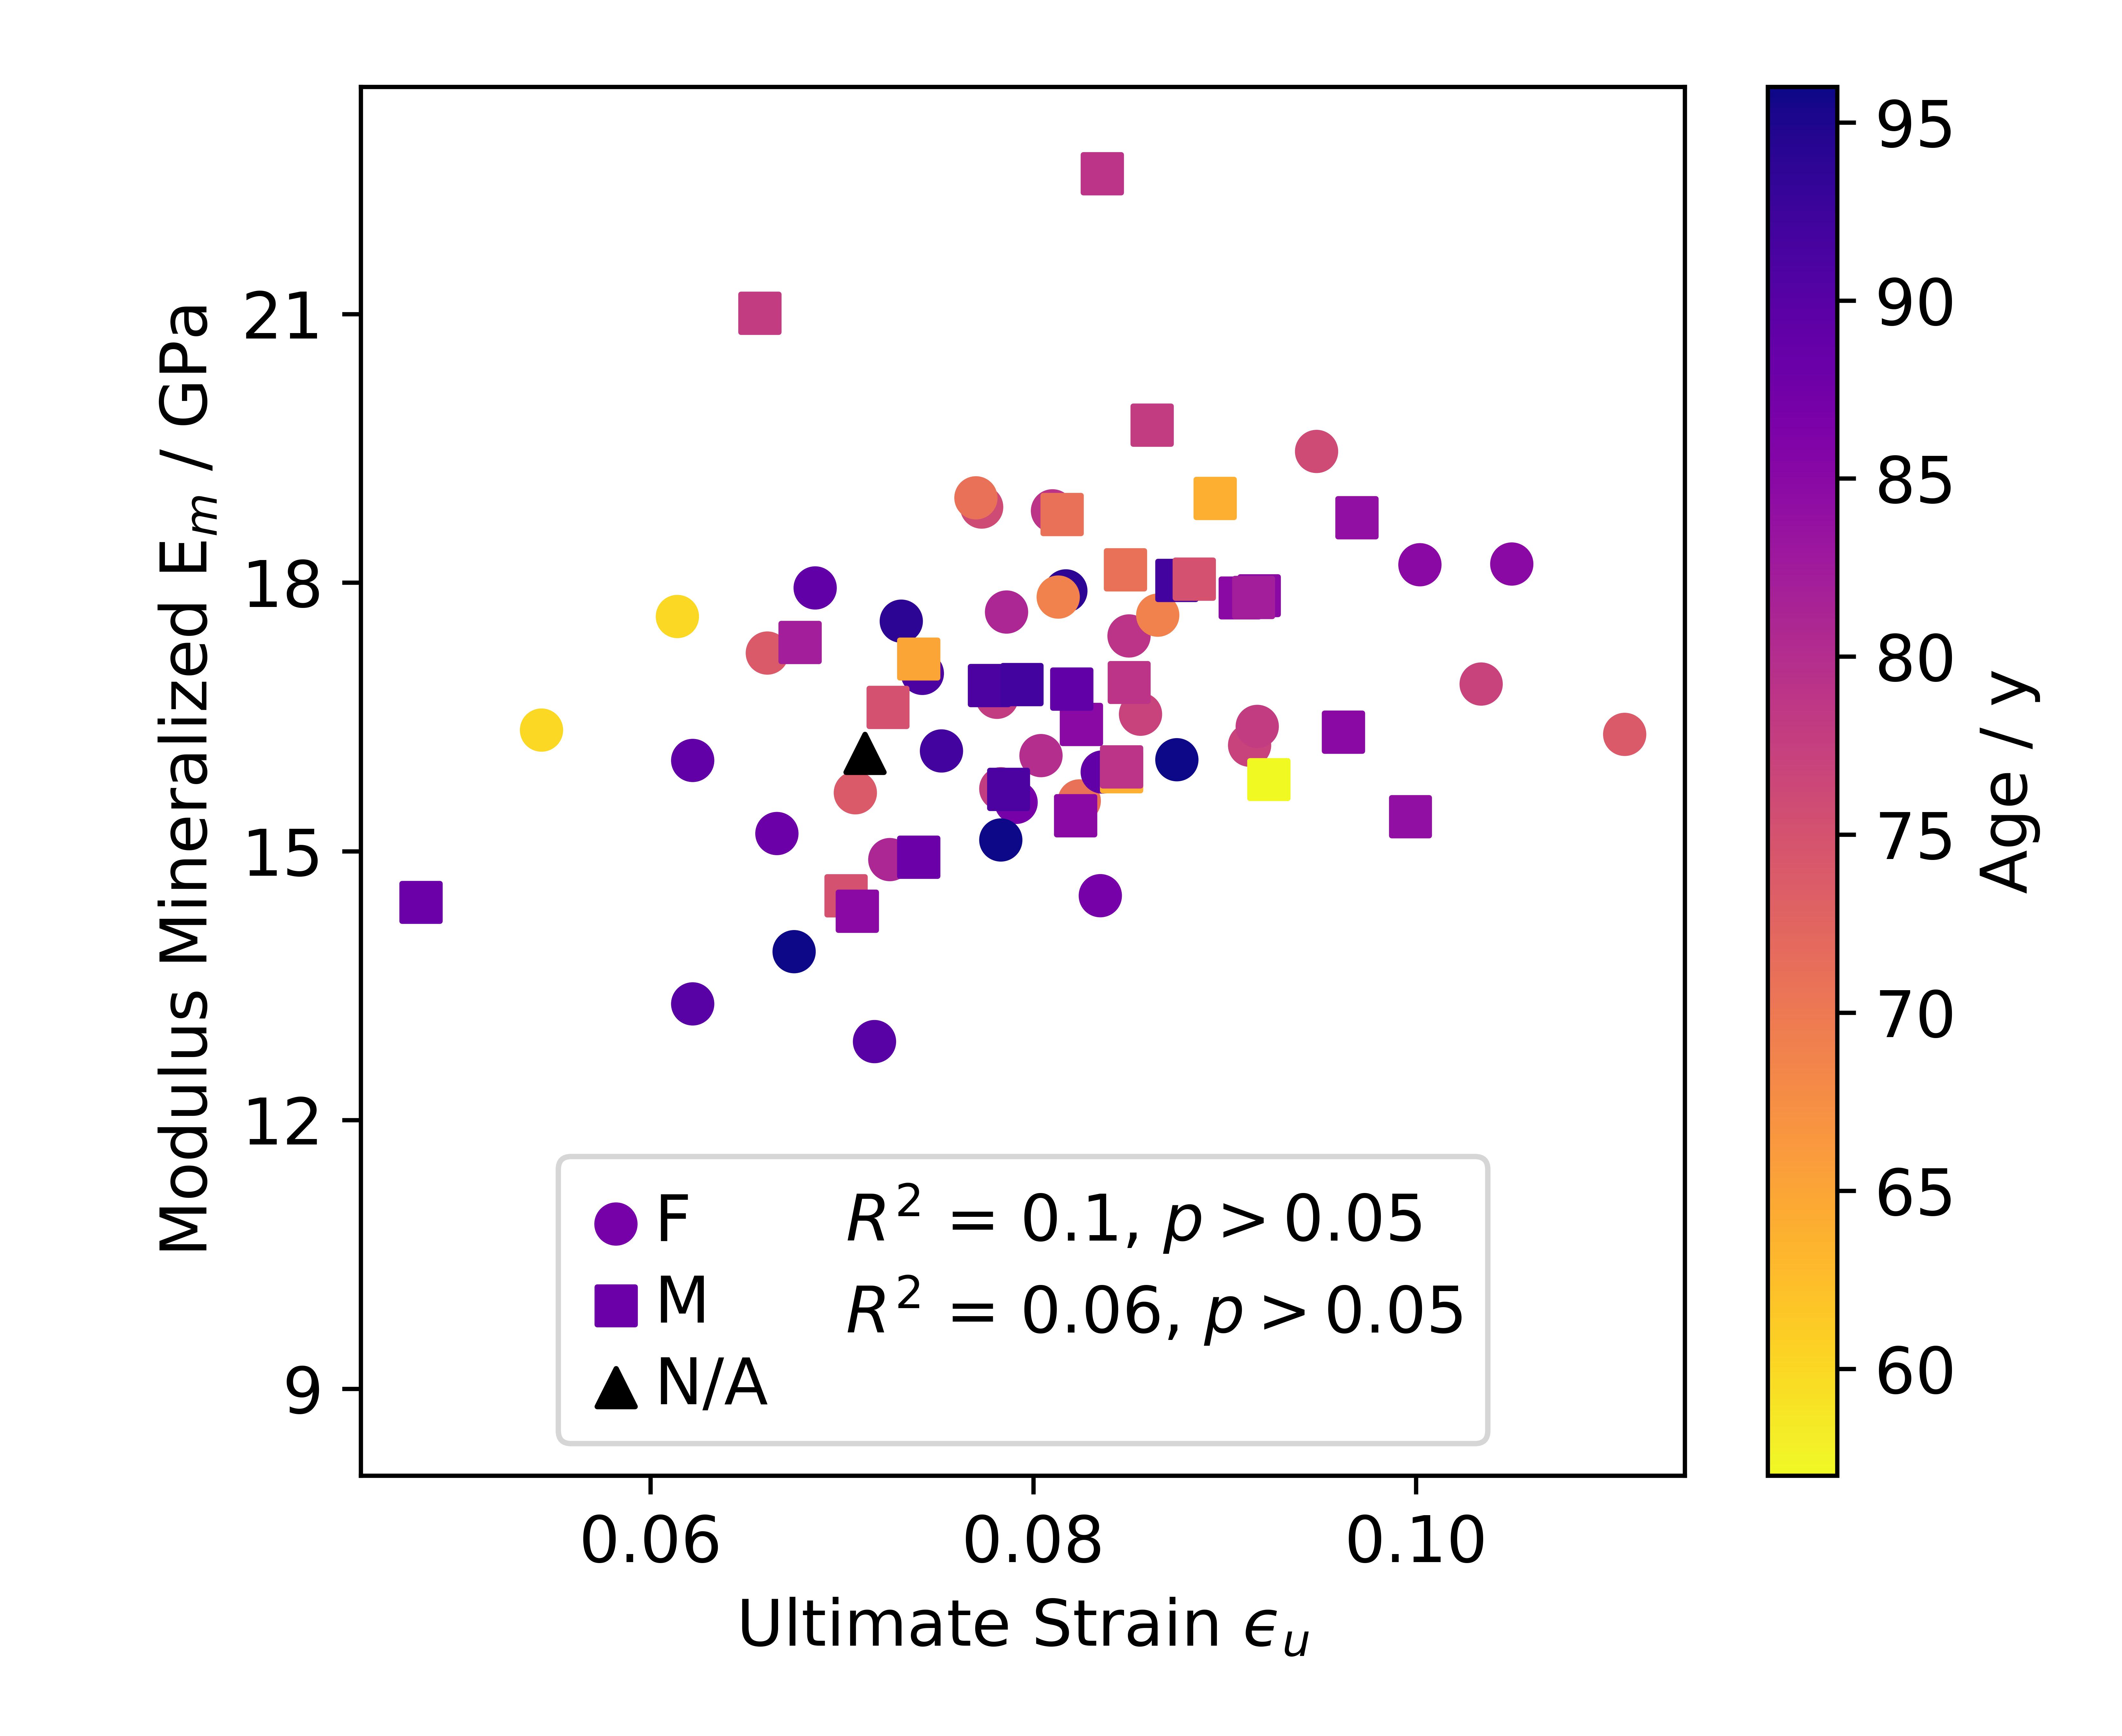 Modulus Mineralized Eₘ / GPa
21
18
15
12
9
F R² = 0.1, p > 0.05
M R² = 0.06, p > 0.05
N/A
0.06 0.08 0.10
Ultimate Strain ϵᵤ
95
90
85
80
75
70
65
60
Age / y